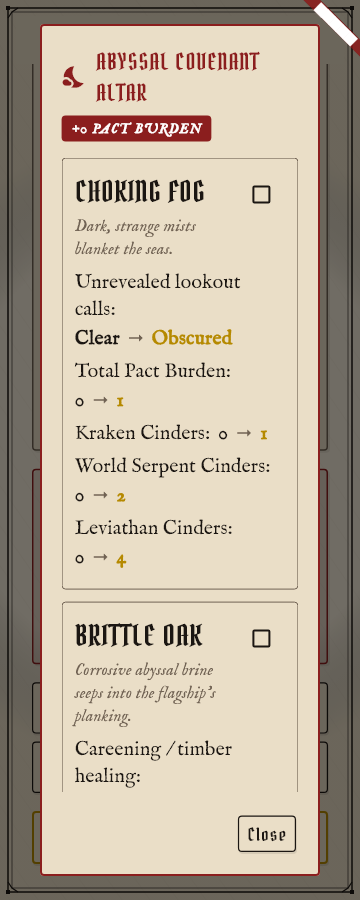 ABYSSAL COVENANT
ALTAR
+0 PACT BURDEN
CHOKING FOG
Dark, strange mists
blanket the seas.
Unrevealed lookout
calls:
Clear → Obscured
Total Pact Burden:
0 → 1
Kraken Cinders: 0 → 1
World Serpent Cinders:
0 → 2
Leviathan Cinders:
0 → 4
BRITTLE OAK
Corrosive abyssal brine
seeps into the flagship's
planking.
Careening / timber
healing:
Close